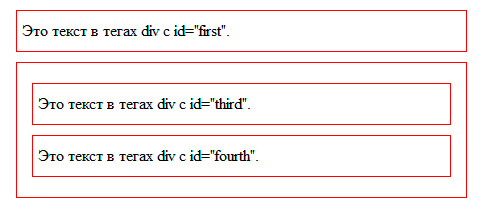 Это текст в тегах div с id="first".
Это текст в тегах div с id="third".
Это текст в тегах div с id="fourth".